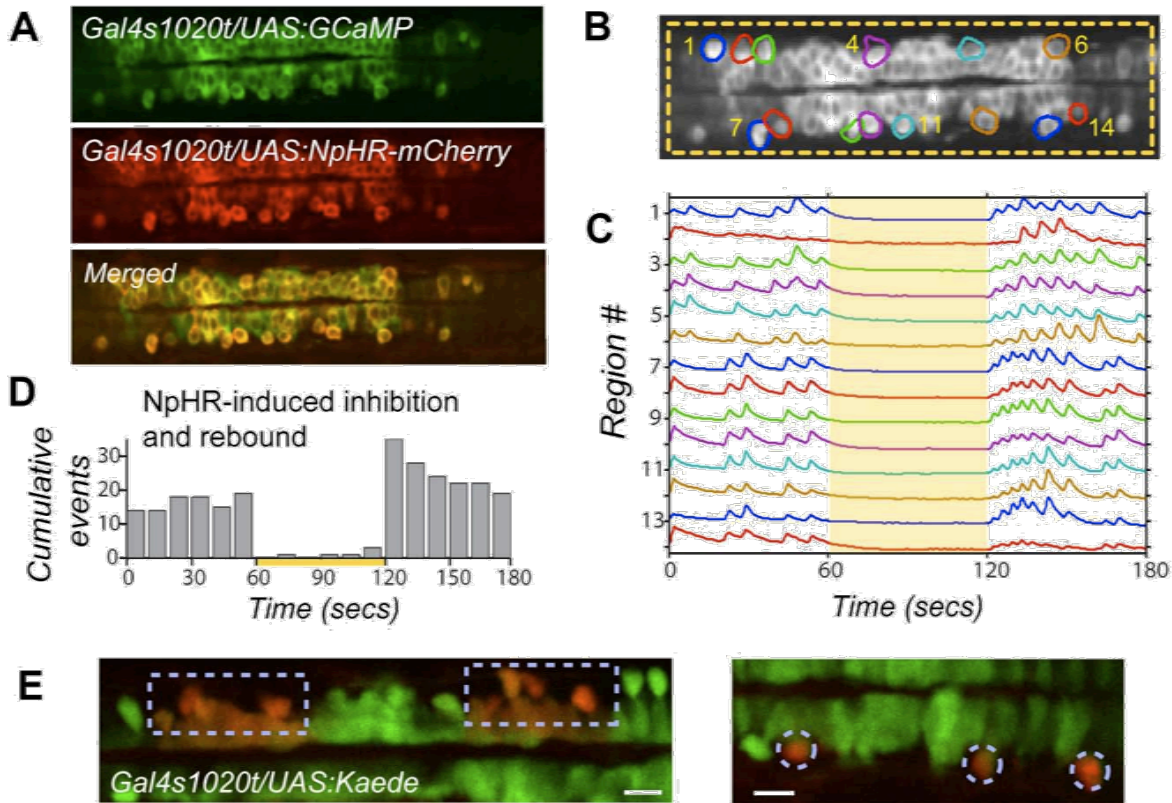 A
Gal4s1020t/UAS:GCaMP
Gal4s1020t/UAS:NpHR-mCherry
Merged
B
1
4
6
7
11
14
C
Region #
1
3
5
7
9
11
13
60
120
180
Time (secs)
D
NpHR-induced inhibition
and rebound
Cumulative
events
30
20
10
0
0
30
60
90
120
150
180
Time (secs)
E
Gal4s1020t/UAS:Kaede